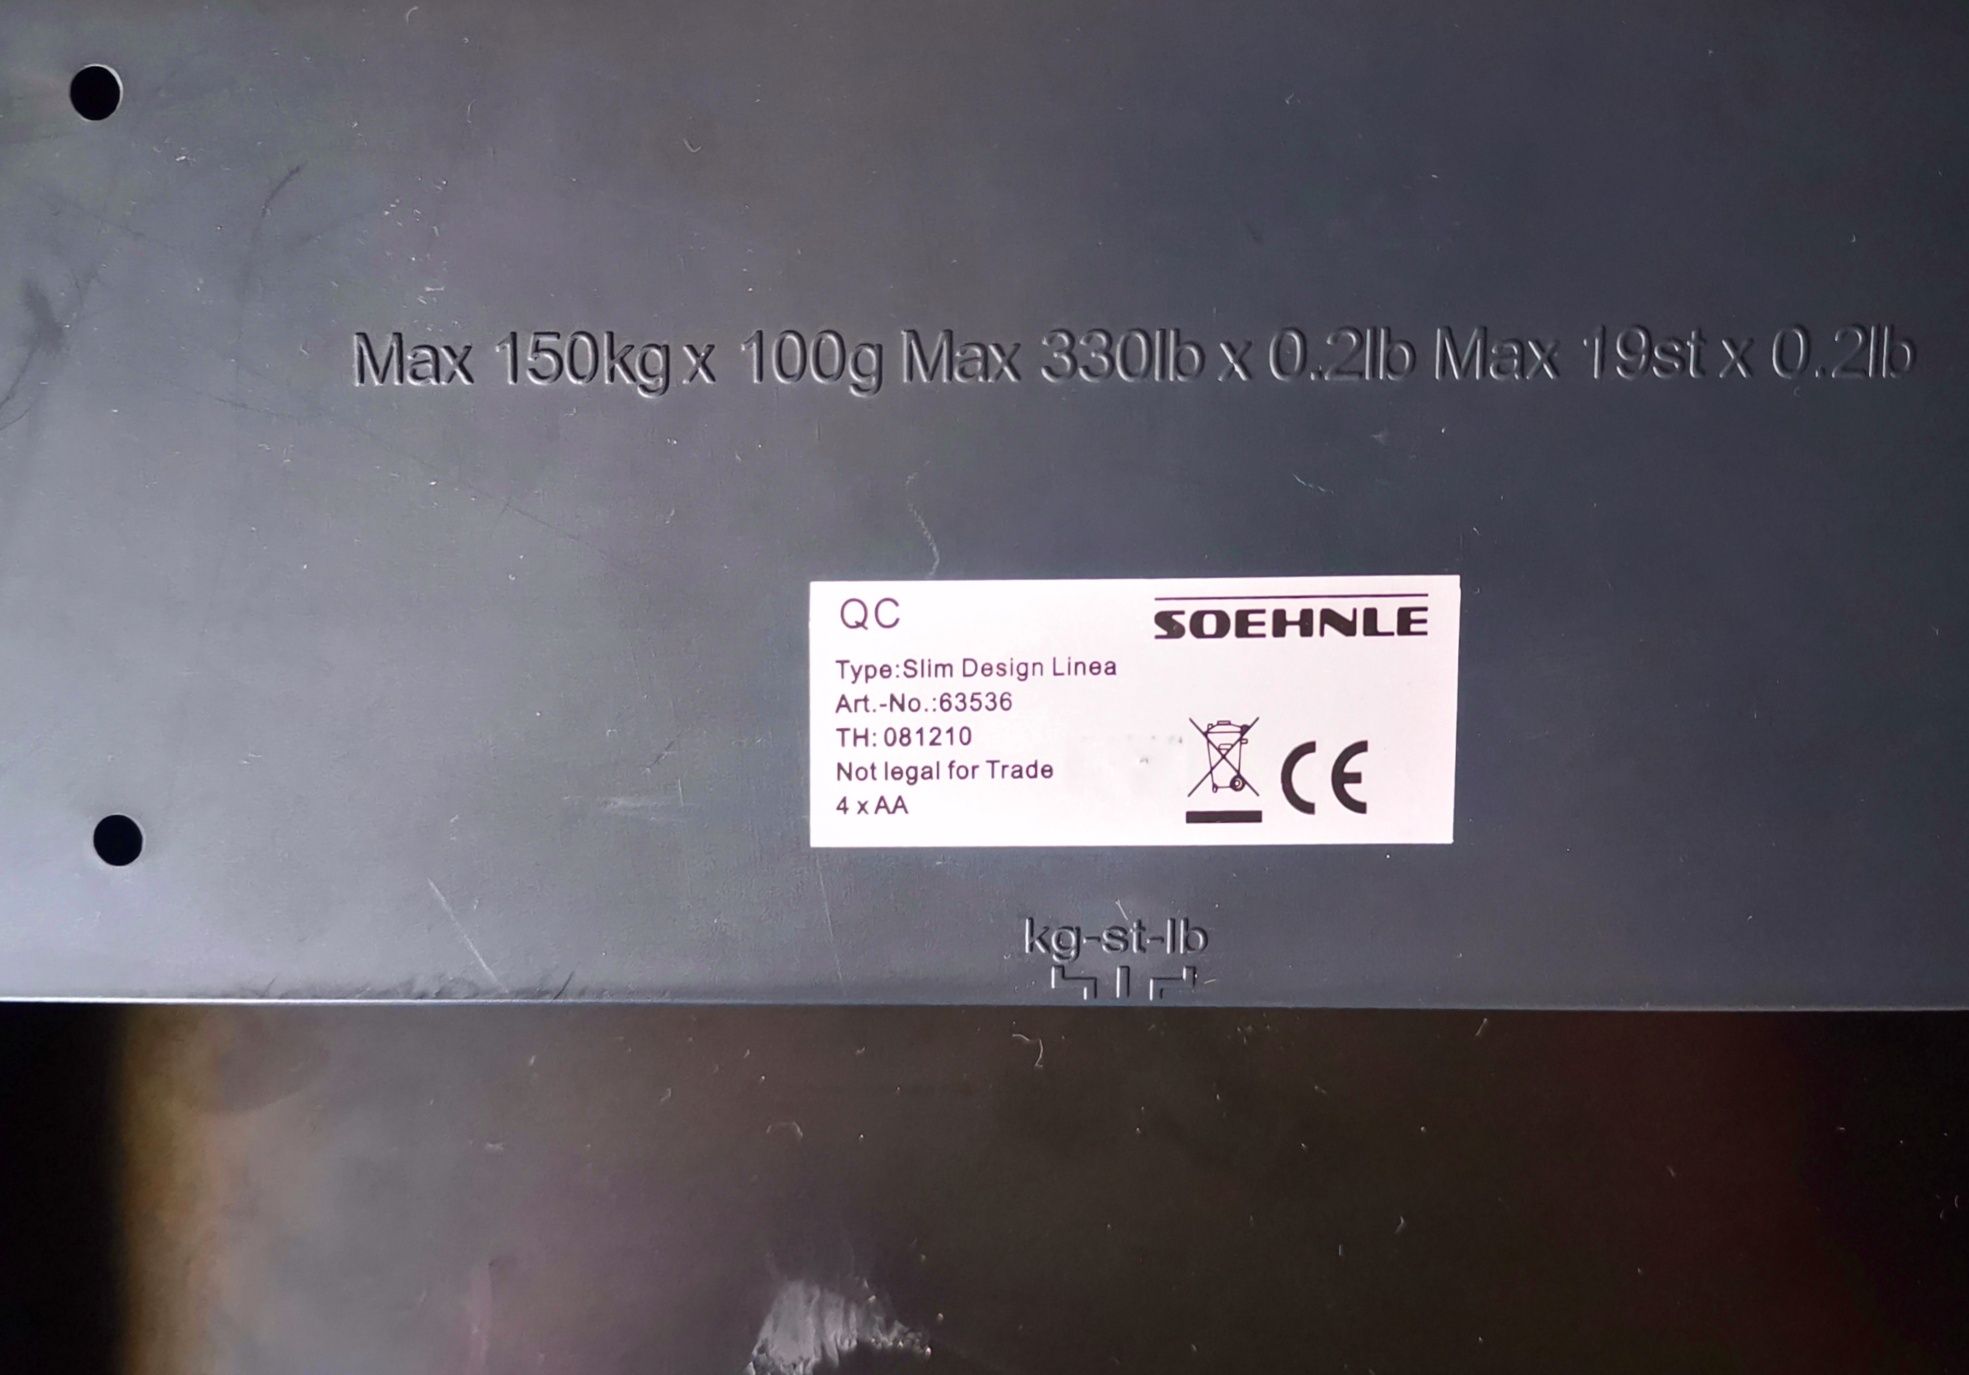 Max 150kg x 100g Max 330lb x 0.2lb Max 19st x 0.2lb
QC
SOEHNLE
Type:Slim Design Linea
Art.-No.:63536
TH: 081210
Not legal for Trade
4 x AA
CE
kg-st-lb